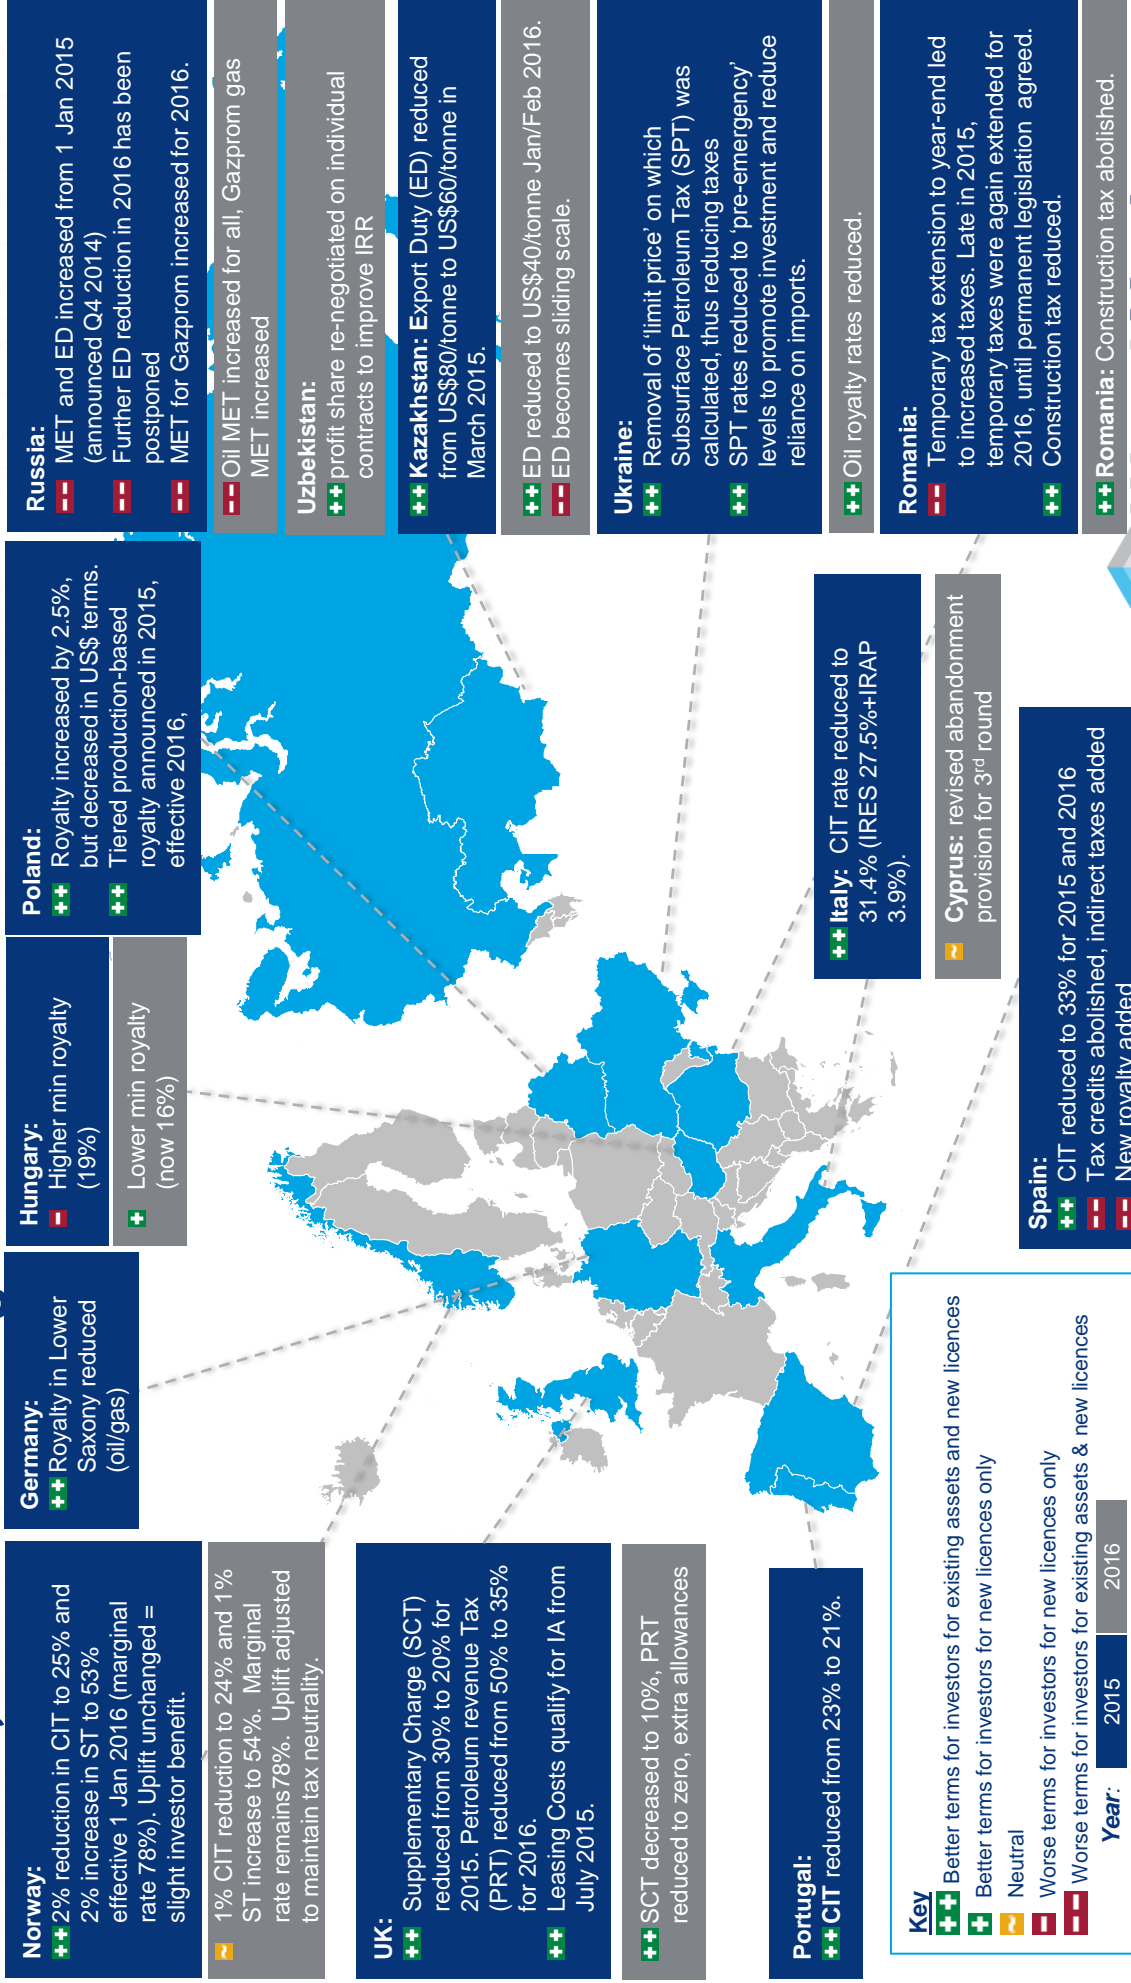 Norway:
++ 2% reduction in CIT to 25% and
2% increase in ST to 53%
effective 1 Jan 2016 (marginal
rate 78%). Uplift unchanged =
slight investor benefit.
~ 1% CIT reduction to 24% and 1%
ST increase to 54%. Marginal
rate remains78%. Uplift adjusted
to maintain tax neutrality.
UK:
++ Supplementary Charge (SCT)
reduced from 30% to 20% for
2015. Petroleum revenue Tax
(PRT) reduced from 50% to 35%
for 2016.
++ Leasing Costs qualify for IA from
July 2015.
++ SCT decreased to 10%, PRT
reduced to zero, extra allowances
Portugal:
++ CIT reduced from 23% to 21%.
Germany:
++ Royalty in Lower
Saxony reduced
(oil/gas)
Hungary:
- Higher min royalty
(19%)
+ Lower min royalty
(now 16%)
Poland:
++ Royalty increased by 2.5%,
but decreased in US$ terms.
++ Tiered production-based
royalty announced in 2015,
effective 2016,
Russia:
-- MET and ED increased from 1 Jan 2015
(announced Q4 2014)
-- Further ED reduction in 2016 has been
postponed
-- MET for Gazprom increased for 2016.
-- Oil MET increased for all, Gazprom gas
MET increased
Uzbekistan:
++ profit share re-negotiated on individual
contracts to improve IRR
++ Kazakhstan: Export Duty (ED) reduced
from US$80/tonne to US$60/tonne in
March 2015.
++ ED reduced to US$40/tonne Jan/Feb 2016.
-- ED becomes sliding scale.
Ukraine:
++ Removal of ‘limit price’ on which
Subsurface Petroleum Tax (SPT) was
calculated, thus reducing taxes
++ SPT rates reduced to ‘pre-emergency’
levels to promote investment and reduce
reliance on imports.
++ Oil royalty rates reduced.
Romania:
-- Temporary tax extension to year-end led
to increased taxes. Late in 2015,
temporary taxes were again extended for
2016, until permanent legislation agreed.
++ Construction tax reduced.
++ Romania: Construction tax abolished.
++ Italy: CIT rate reduced to
31.4% (IRES 27.5%+IRAP
3.9%).
~ Cyprus: revised abandonment
provision for 3rd round
Spain:
++ CIT reduced to 33% for 2015 and 2016
-- Tax credits abolished, indirect taxes added
-- New royalty added
Key
++ Better terms for investors for existing assets and new licences
+ Better terms for investors for new licences only
~ Neutral
- Worse terms for investors for new licences only
-- Worse terms for investors for existing assets & new licences
Year: 2015 2016